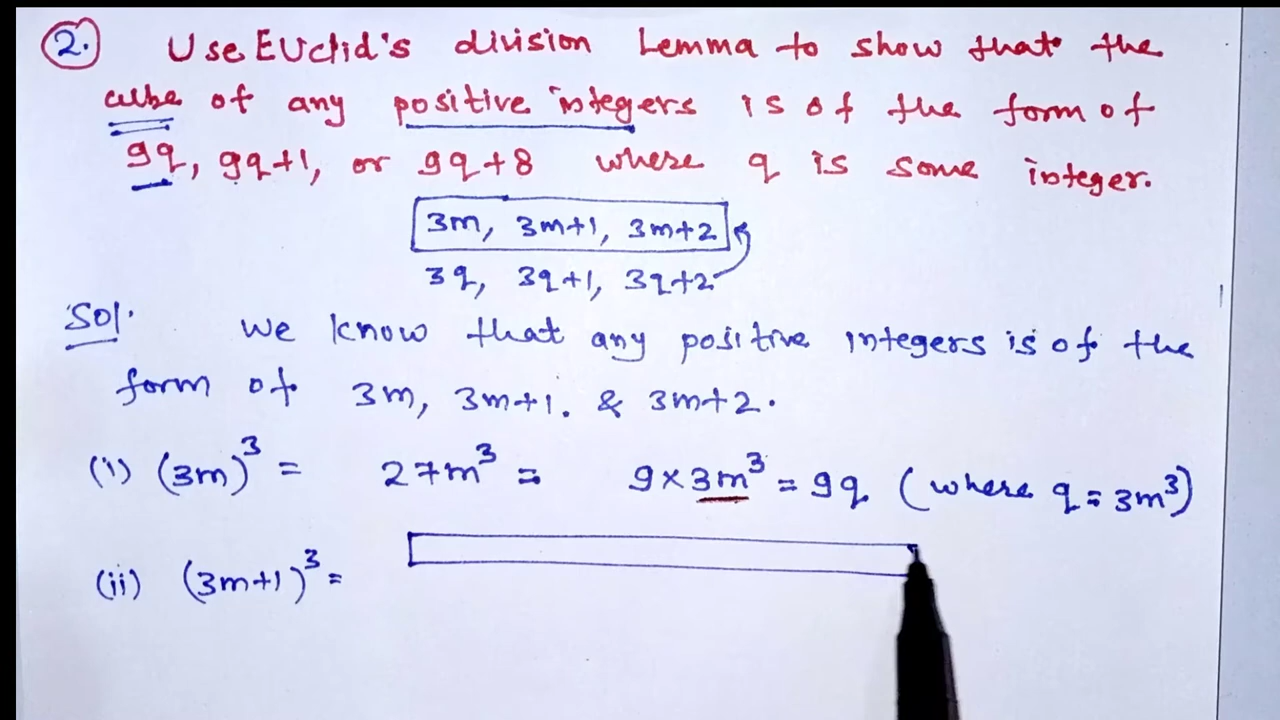 2. Use Euclid's division Lemma to show that the
cube of any positive integers is of the form of
9q, 9q+1, or 9q+8 where q is some integer.
3m, 3m+1, 3m+2
3q, 3q+1, 3q+2
Sol. We know that any positive integers is of the
form of 3m, 3m+1. & 3m+2.
(i) (3m)³ = 27m³ = 9×3m³ = 9q (where q = 3m³)
(ii) (3m+1)³ =